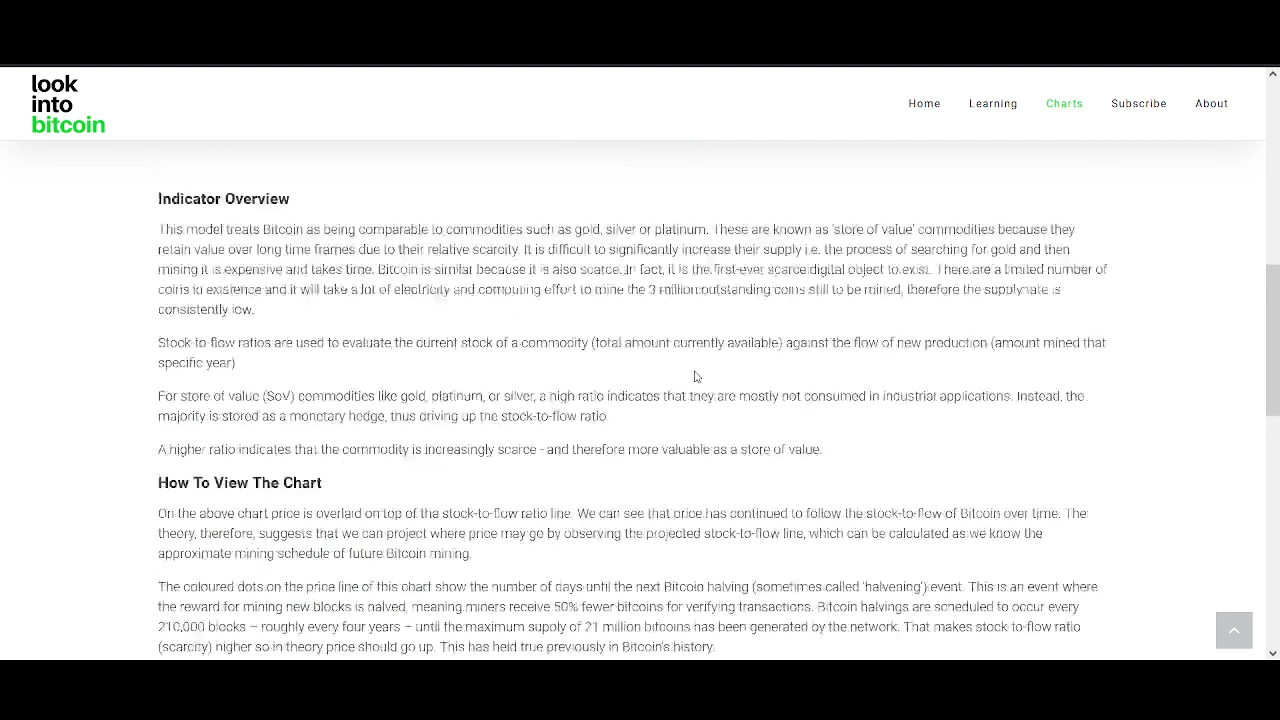 look
into
bitcoin
Home Learning Charts Subscribe About
Indicator Overview
This model treats Bitcoin as being comparable to commodities such as gold, silver or platinum. These are known as 'store of value' commodities because they
retain value over long time frames due to their relative scarcity. It is difficult to significantly increase their supply i.e. the process of searching for gold and then
mining it is expensive and takes time. Bitcoin is similar because it is also scarce. In fact, it is the first-ever scarce digital object to exist. There are a limited number of
coins in existence and it will take a lot of electricity and computing effort to mine the 3 million outstanding coins still to be mined, therefore the supply rate is
consistently low.
Stock-to-flow ratios are used to evaluate the current stock of a commodity (total amount currently available) against the flow of new production (amount mined that
specific year)
For store of value (SoV) commodities like gold, platinum, or silver, a high ratio indicates that they are mostly not consumed in industrial applications. Instead, the
majority is stored as a monetary hedge, thus driving up the stock-to-flow ratio
A higher ratio indicates that the commodity is increasingly scarce - and therefore more valuable as a store of value.
How To View The Chart
On the above chart price is overlaid on top of the stock-to-flow ratio line. We can see that price has continued to follow the stock-to-flow of Bitcoin over time. The
theory, therefore, suggests that we can project where price may go by observing the projected stock-to-flow line, which can be calculated as we know the
approximate mining schedule of future Bitcoin mining.
The coloured dots on the price line of this chart show the number of days until the next Bitcoin halving (sometimes called 'halvening') event. This is an event where
the reward for mining new blocks is halved, meaning miners receive 50% fewer bitcoins for verifying transactions. Bitcoin halvings are scheduled to occur every
210,000 blocks – roughly every four years – until the maximum supply of 21 million bitcoins has been generated by the network. That makes stock-to-flow ratio
(scarcity) higher so in theory price should go up. This has held true previously in Bitcoin's history.